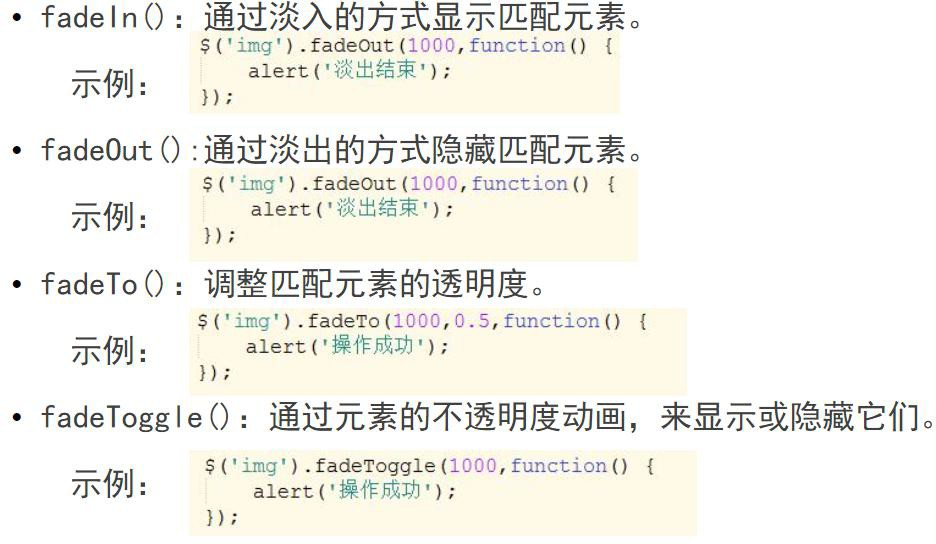 • fadeIn()：通过淡入的方式显示匹配元素。
示例：
$('img').fadeOut(1000,function() {
alert('淡出结束');
});
• fadeOut():通过淡出的方式隐藏匹配元素。
示例：
$('img').fadeOut(1000,function() {
alert('淡出结束');
});
• fadeTo()：调整匹配元素的透明度。
示例：
$('img').fadeTo(1000,0.5,function() {
alert('操作成功');
});
• fadeToggle()：通过元素的不透明度动画，来显示或隐藏它们。
示例：
$('img').fadeToggle(1000,function() {
alert('操作成功');
});